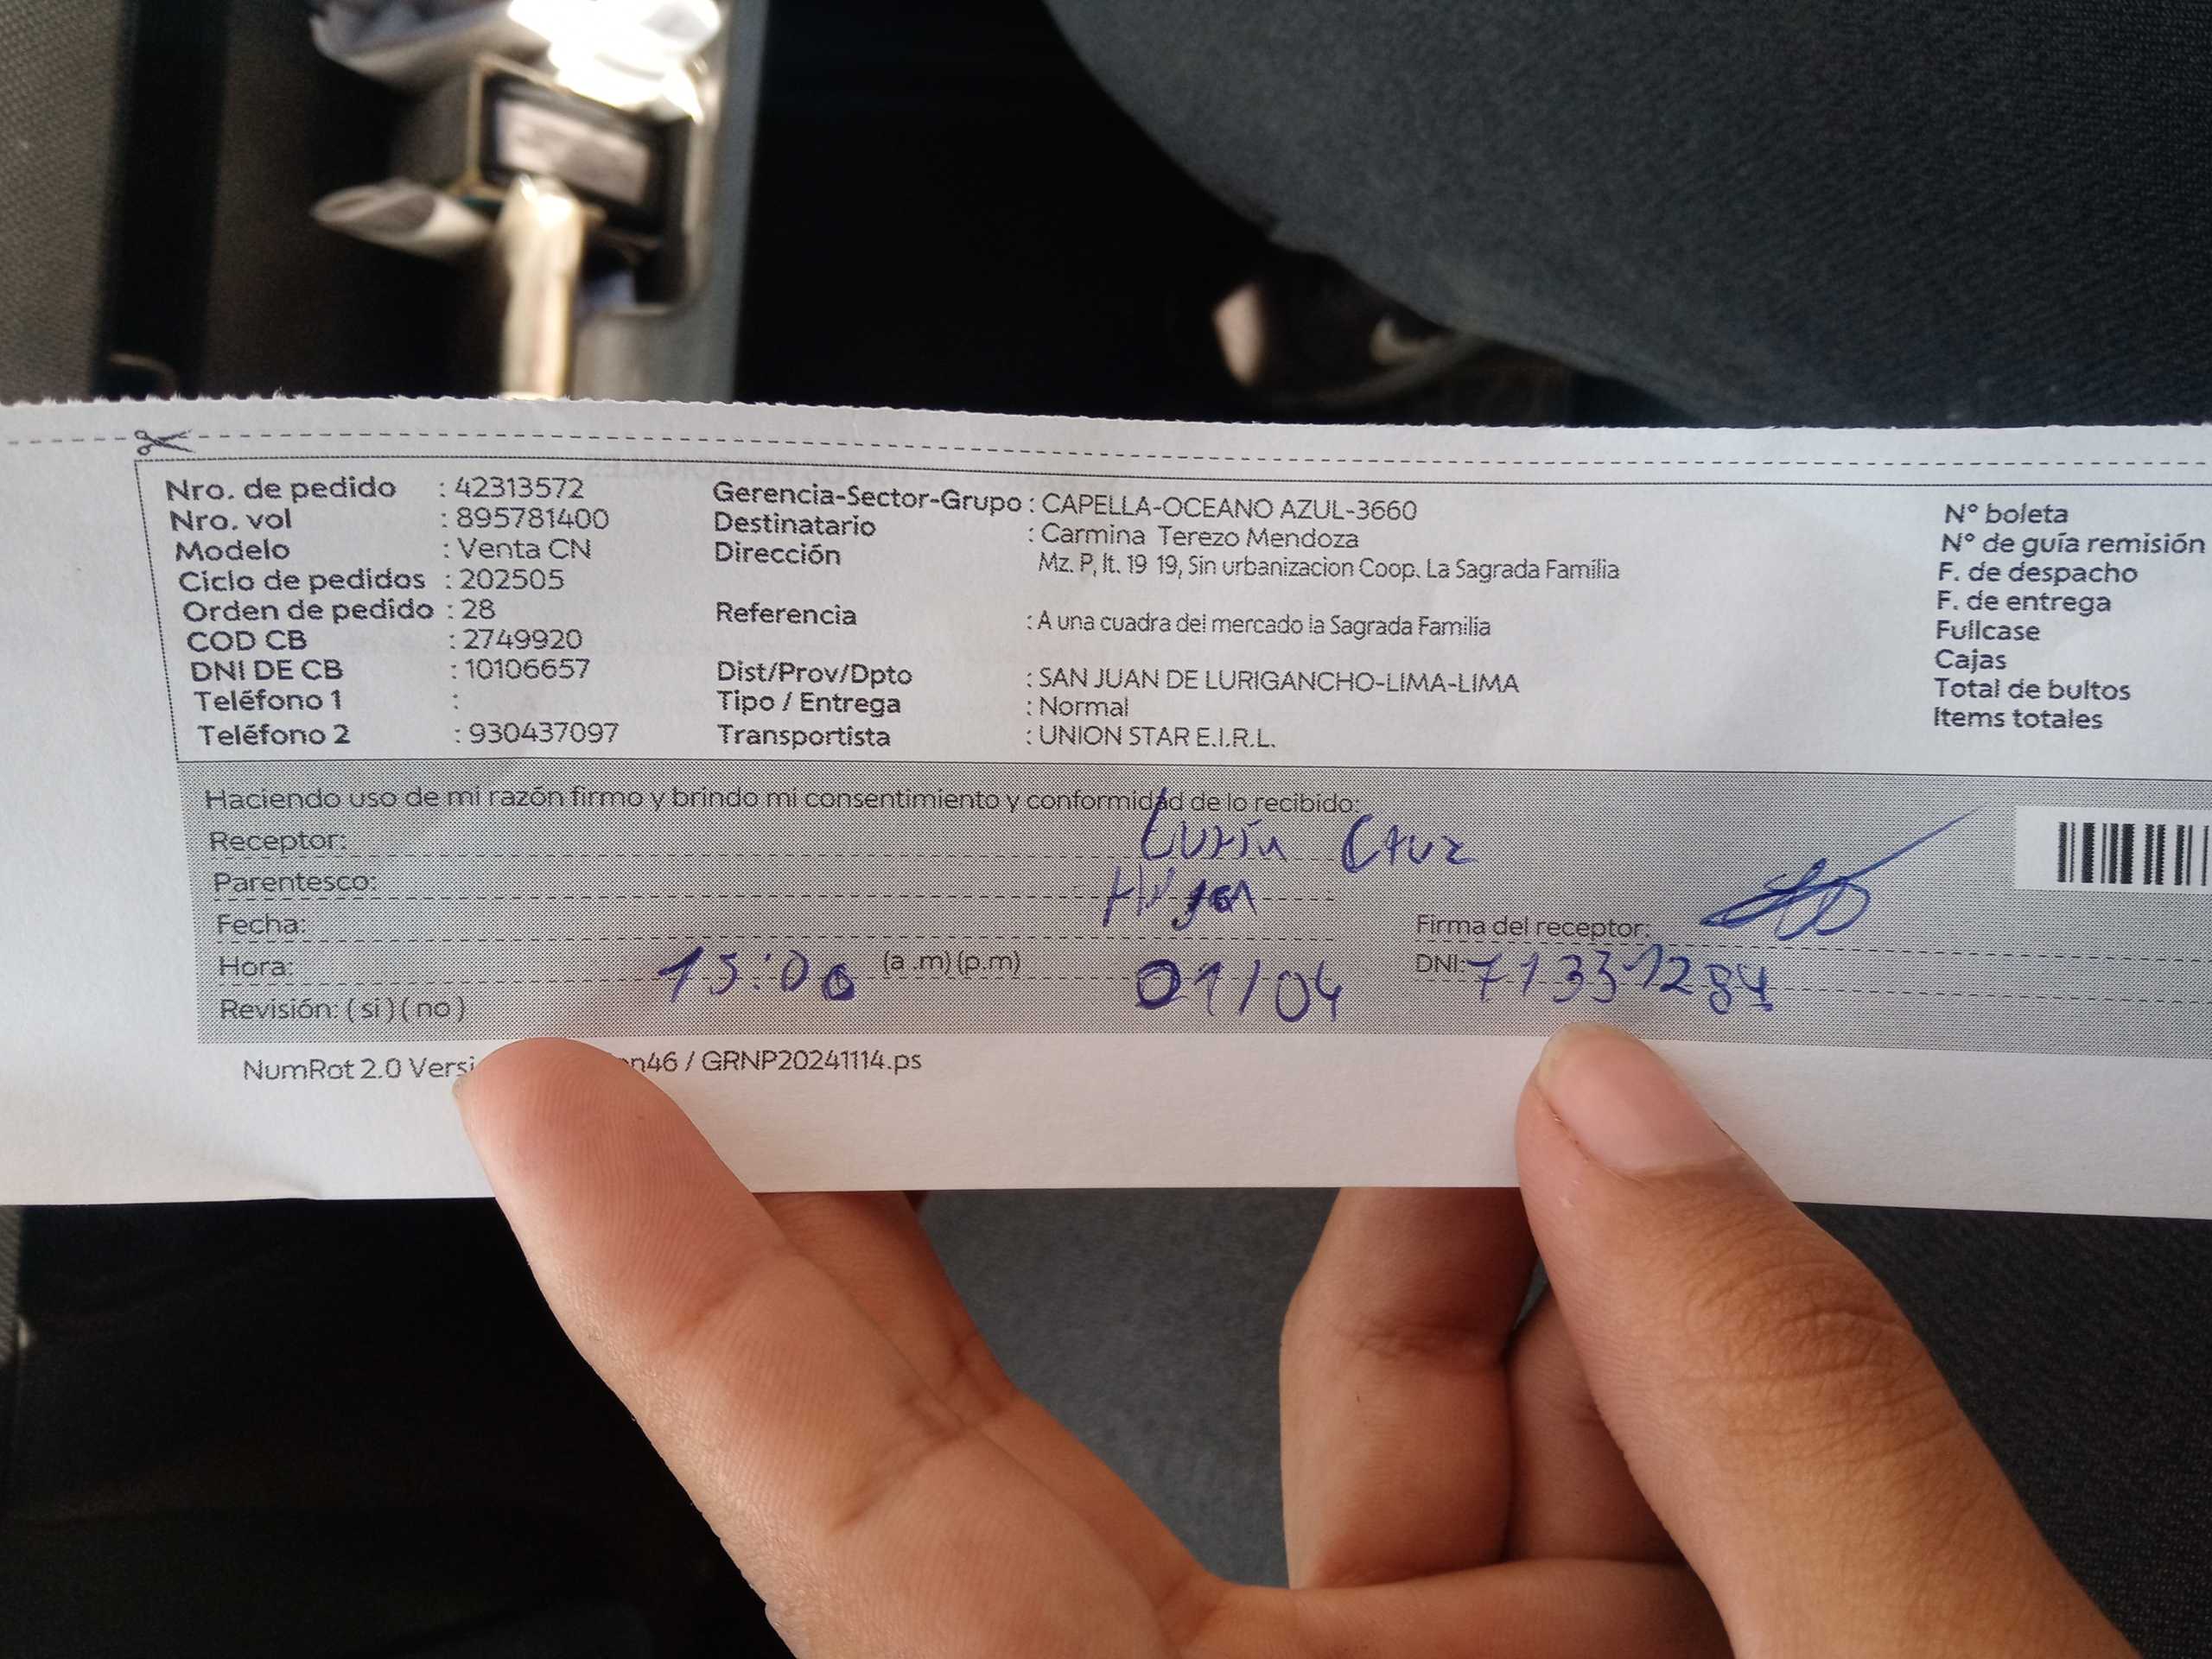 Nro. de pedido : 42313572
Nro. vol : 895781400
Modelo : Venta CN
Ciclo de pedidos : 202505
Orden de pedido : 28
COD CB : 2749920
DNI DE CB : 10106657
Teléfono 1 :
Teléfono 2 : 930437097
Gerencia-Sector-Grupo : CAPELLA-OCEANO AZUL-3660
Destinatario : Carmina Terezo Mendoza
Dirección Mz. P, lt. 19 19, Sin urbanizacion Coop. La Sagrada Familia
Referencia : A una cuadra del mercado la Sagrada Familia
Dist/Prov/Dpto : SAN JUAN DE LURIGANCHO-LIMA-LIMA
Tipo / Entrega : Normal
Transportista : UNION STAR E.I.R.L.
N° boleta
N° de guía remisión
F. de despacho
F. de entrega
Fullcase
Cajas
Total de bultos
Items totales
Haciendo uso de mi razón firmo y brindo mi consentimiento y conformidad de lo recibido:
Receptor: Cruz
Parentesco:
Fecha:
Firma del receptor:
Hora: 15:00 (a .m) (p.m) 01/04
DNI: 71331284
Revisión: ( si ) ( no )
NumRot 2.0 / GRNP20241114.ps